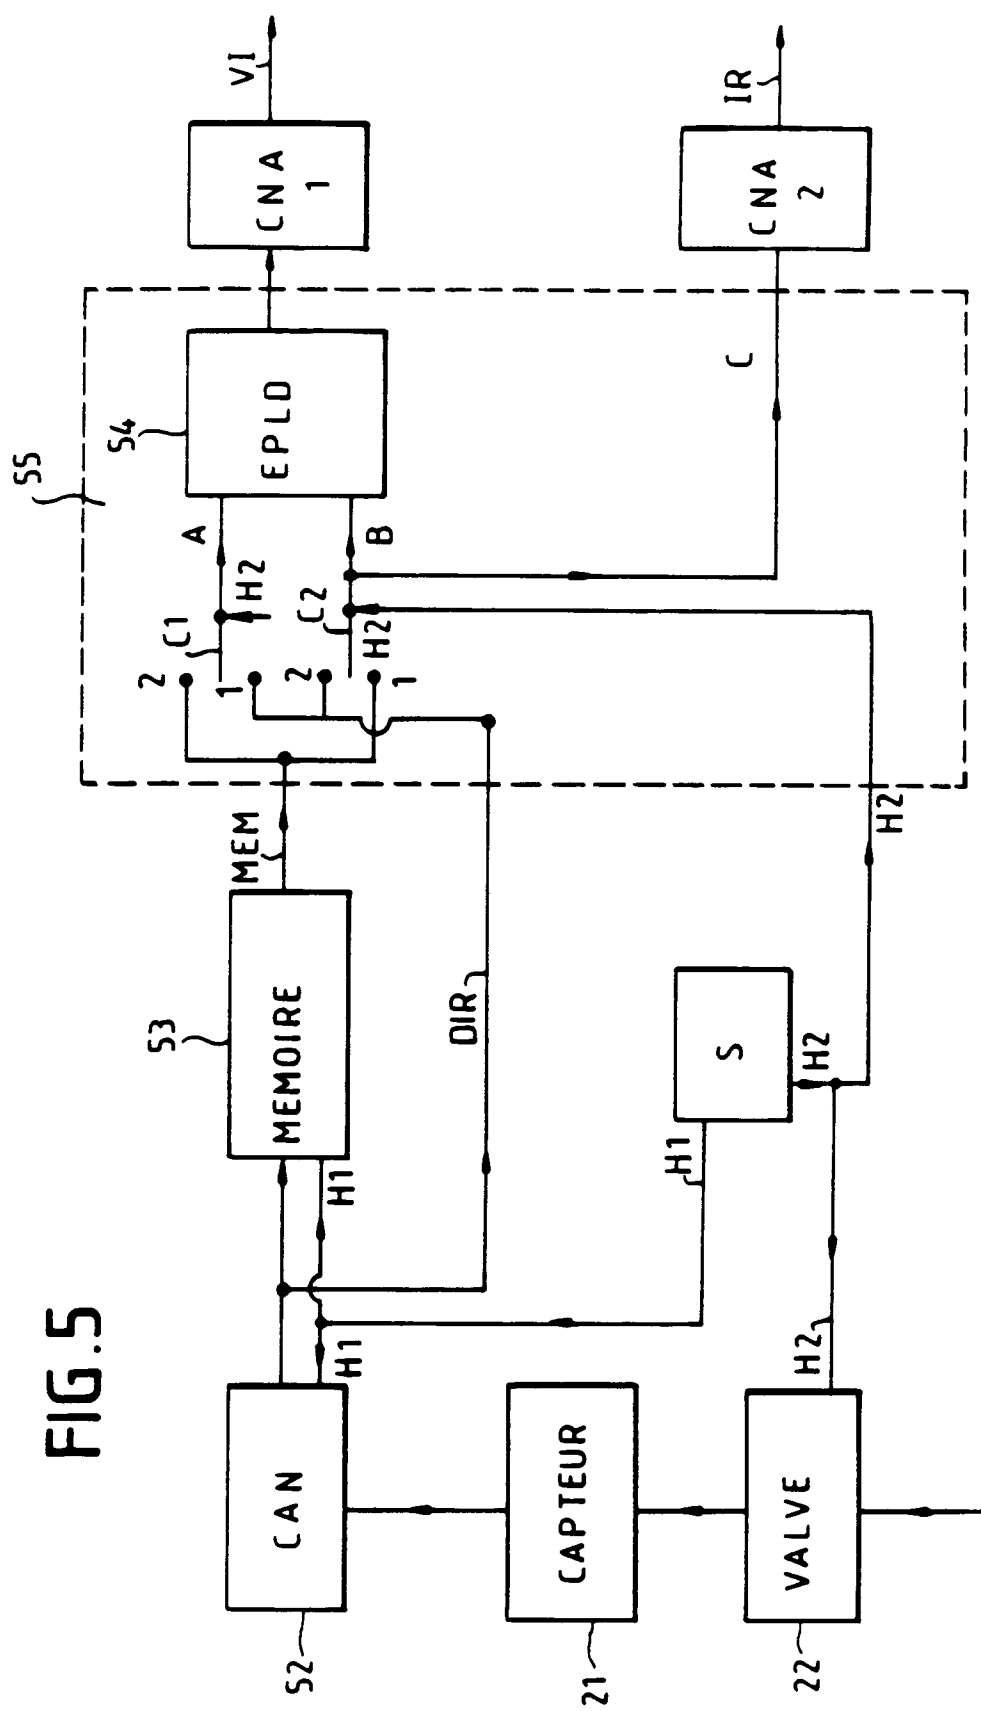 FIG.5
55
54
53
52
21
22
CAN
CAPTEUR
VALVE
MEMOIRE
S
EPLD
CNA
1
CNA
2
VI
IR
MEM
DIR
H1
H1
H1
H2
H2
H2
H2
H2
C1
C2
2
1
2
1
A
B
C